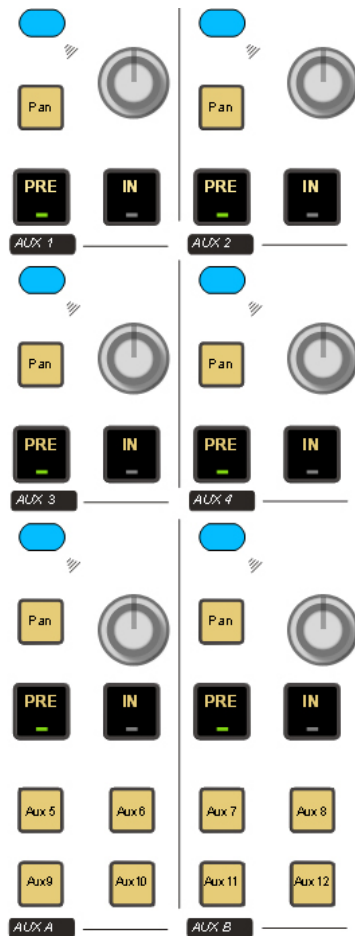 Pan Pan
PRE IN PRE IN
AUX 1 AUX 2
Pan Pan
PRE IN PRE IN
AUX 3 AUX 4
Pan Pan
PRE IN PRE IN
Aux 5 Aux 6 Aux 7 Aux 8
Aux9 Aux10 Aux 11 Aux 12
AUX A AUX B